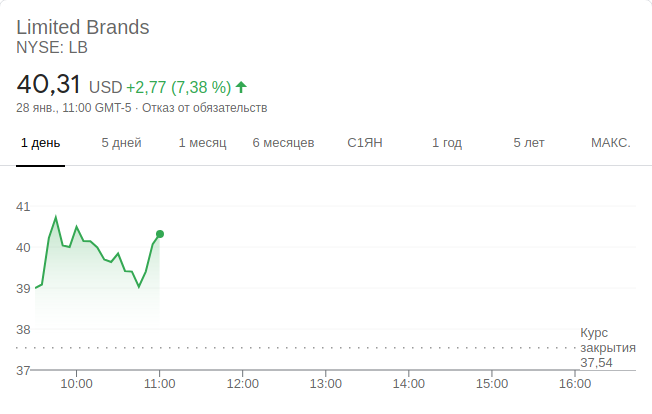 Limited Brands
NYSE: LB
40,31 USD +2,77 (7,38 %)
28 янв., 11:00 GMT-5 · Отказ от обязательств
1 день 5 дней 1 месяц 6 месяцев С1ЯН 1 год 5 лет МАКС.
41
40
39
38
37
Курс
закрытия
37,54
10:00 11:00 12:00 13:00 14:00 15:00 16:00